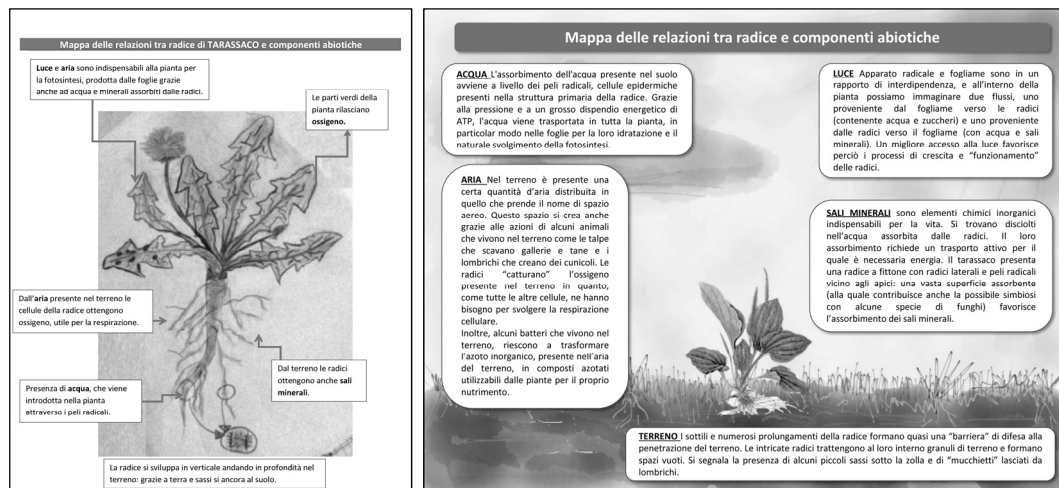 Mappa delle relazioni tra radice di TARASSACO e componenti abiotiche
Luce e aria sono indispensabili alla pianta per
la fotosintesi, prodotta dalle foglie grazie
anche ad acqua e minerali assorbiti dalle radici.
Le parti verdi della
pianta rilasciano
ossigeno.
Dall'aria presente nel terreno le
cellule della radice ottengono
ossigeno, utile per la respirazione.
Dal terreno le radici
ottengono anche sali
minerali.
Presenza di acqua, che viene
introdotta nella pianta
attraverso i peli radicali.
La radice si sviluppa in verticale andando in profondità nel
terreno: grazie a terra e sassi si ancora al suolo.
Mappa delle relazioni tra radice e componenti abiotiche
ACQUA L'assorbimento dell'acqua presente nel suolo
avviene a livello dei peli radicali, cellule epidermiche
presenti nella struttura primaria della radice. Grazie
alla pressione e a un grosso dispendio energetico di
ATP, l'acqua viene trasportata in tutta la pianta, in
particolar modo nelle foglie per la loro idratazione e il
naturale svolgimento della fotosintesi.
ARIA Nel terreno è presente una
certa quantità d'aria distribuita in
quello che prende il nome di spazio
aereo. Questo spazio si crea anche
grazie alle azioni di alcuni animali
che vivono nel terreno come le talpe
che scavano gallerie e tane e i
lombrichi che creano dei cunicoli. Le
radici "catturano" l'ossigeno
presente nel terreno in quanto,
come tutte le altre cellule, ne hanno
bisogno per svolgere la respirazione
cellulare.
Inoltre, alcuni batteri che vivono nel
terreno, riescono a trasformare
l'azoto inorganico, presente nell'aria
del terreno, in composti azotati
utilizzabili dalle piante per il proprio
nutrimento.
LUCE Apparato radicale e fogliame sono in un
rapporto di interdipendenza, e all'interno della
pianta possiamo immaginare due flussi, uno
proveniente dal fogliame verso le radici
(contenente acqua e zuccheri) e uno proveniente
dalle radici verso il fogliame (con acqua e sali
minerali). Un migliore accesso alla luce favorisce
perciò i processi di crescita e "funzionamento"
delle radici.
SALI MINERALI sono elementi chimici inorganici
indispensabili per la vita. Si trovano disciolti
nell'acqua assorbita dalle radici. Il loro
assorbimento richiede un trasporto attivo per il
quale è necessaria energia. Il tarassaco presenta
una radice a fittone con radici laterali e peli radicali
vicino agli apici: una vasta superficie assorbente
(alla quale contribuisce anche la possibile simbiosi
con alcune specie di funghi) favorisce
l'assorbimento dei sali minerali.
TERRENO I sottili e numerosi prolungamenti della radice formano quasi una "barriera" di difesa alla
penetrazione del terreno. Le intricate radici trattengono al loro interno granuli di terreno e formano
spazi vuoti. Si segnala la presenza di alcuni piccoli sassi sotto la zolla e di "mucchietti" lasciati da
lombrichi.